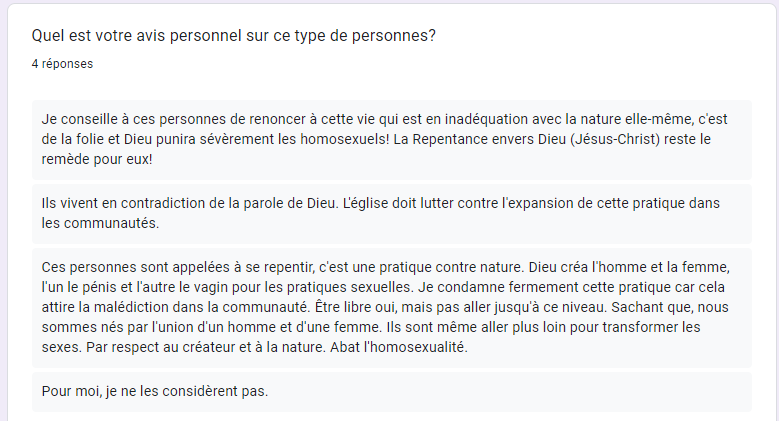 Quel est votre avis personnel sur ce type de personnes?
4 réponses
Je conseille à ces personnes de renoncer à cette vie qui est en inadéquation avec la nature elle-même, c'est
de la folie et Dieu punira sévèrement les homosexuels! La Repentance envers Dieu (Jésus-Christ) reste le
remède pour eux!
Ils vivent en contradiction de la parole de Dieu. L'église doit lutter contre l'expansion de cette pratique dans
les communautés.
Ces personnes sont appelées à se repentir, c'est une pratique contre nature. Dieu créa l'homme et la femme,
l'un le pénis et l'autre le vagin pour les pratiques sexuelles. Je condamne fermement cette pratique car cela
attire la malédiction dans la communauté. Être libre oui, mais pas aller jusqu'à ce niveau. Sachant que, nous
sommes nés par l'union d'un homme et d'une femme. Ils sont même aller plus loin pour transformer les
sexes. Par respect au créateur et à la nature. Abat l'homosexualité.
Pour moi, je ne les considèrent pas.